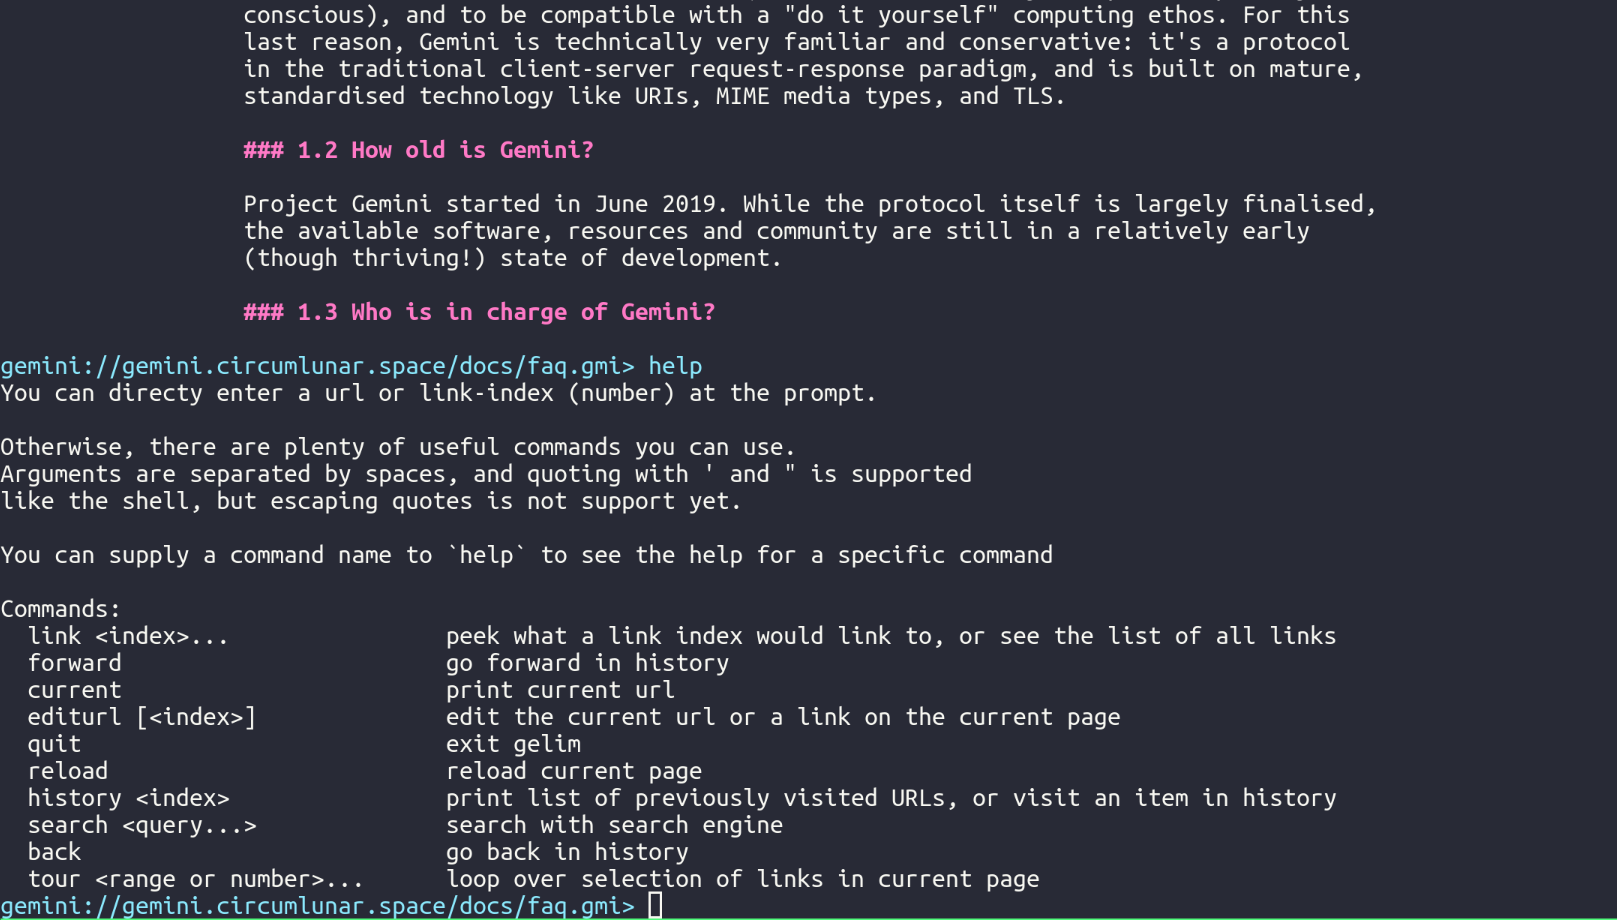 conscious), and to be compatible with a "do it yourself" computing ethos. For this
last reason, Gemini is technically very familiar and conservative: it's a protocol
in the traditional client-server request-response paradigm, and is built on mature,
standardised technology like URIs, MIME media types, and TLS.
### 1.2 How old is Gemini?
Project Gemini started in June 2019. While the protocol itself is largely finalised,
the available software, resources and community are still in a relatively early
(though thriving!) state of development.
### 1.3 Who is in charge of Gemini?
gemini://gemini.circumlunar.space/docs/faq.gmi> help
You can directy enter a url or link-index (number) at the prompt.
Otherwise, there are plenty of useful commands you can use.
Arguments are separated by spaces, and quoting with ' and " is supported
like the shell, but escaping quotes is not support yet.
You can supply a command name to `help` to see the help for a specific command
Commands:
link <index>... peek what a link index would link to, or see the list of all links
forward go forward in history
current print current url
editurl [<index>] edit the current url or a link on the current page
quit exit gelim
reload reload current page
history <index> print list of previously visited URLs, or visit an item in history
search <query...> search with search engine
back go back in history
tour <range or number>... loop over selection of links in current page
gemini://gemini.circumlunar.space/docs/faq.gmi>